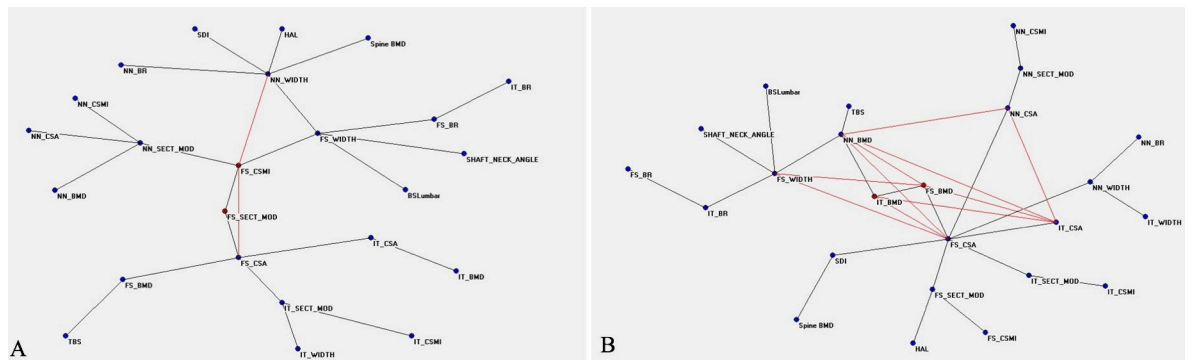 SDI
HAL
Spine BMD
NN_BR
NN_WIDTH
IT_BR
NN_CSMI
FS_BR
NN_CSA
FS_WIDTH
NN_SECT_MOD
SHAFT_NECK_ANGLE
FS_CSMI
NN_BMD
BSLumbar
FS_SECT_MOD
IT_CSA
FS_CSA
IT_BMD
FS_BMD
IT_SECT_MOD
TBS
IT_CSMI
IT_WIDTH
A
NN_CSMI
NN_SECT_MOD
BSLumbar
TBS
NN_CSA
SHAFT_NECK_ANGLE
NN_BMD
NN_BR
FS_BR
FS_WIDTH
FS_BMD
NN_WIDTH
IT_BMD
IT_BR
IT_WIDTH
IT_CSA
FS_CSA
SDI
IT_SECT_MOD
IT_CSMI
FS_SECT_MOD
Spine BMD
FS_CSMI
HAL
B